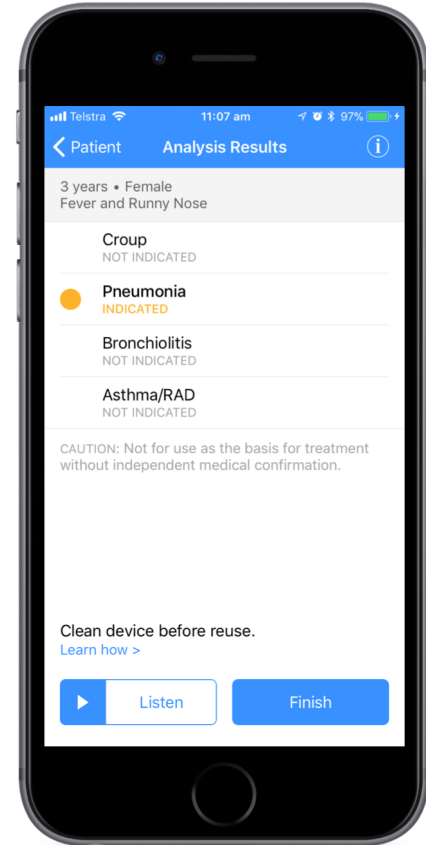 Telstra 11:07 am 97%
Patient Analysis Results i
3 years • Female
Fever and Runny Nose
Croup
NOT INDICATED
Pneumonia
INDICATED
Bronchiolitis
NOT INDICATED
Asthma/RAD
NOT INDICATED
CAUTION: Not for use as the basis for treatment
without independent medical confirmation.
Clean device before reuse.
Learn how >
Listen Finish